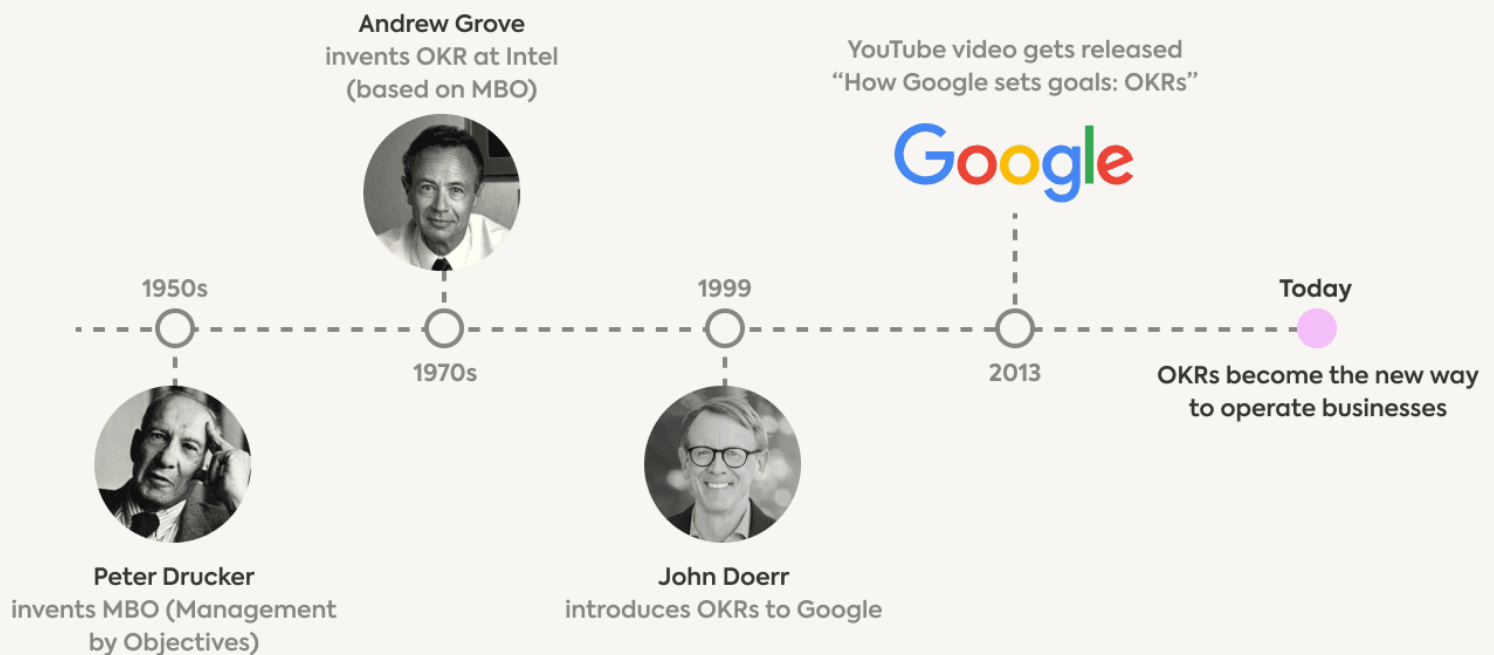 Andrew Grove
invents OKR at Intel
(based on MBO)
YouTube video gets released
“How Google sets goals: OKRs”
Google
1950s
1999
Today
1970s
2013
OKRs become the new way
to operate businesses
Peter Drucker
invents MBO (Management
by Objectives)
John Doerr
introduces OKRs to Google